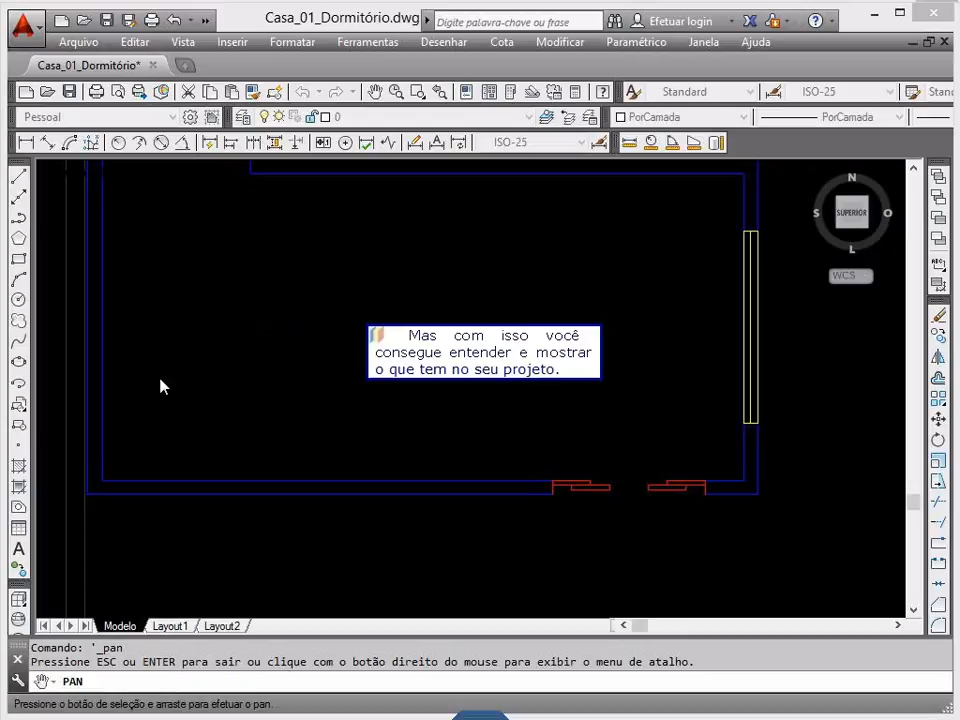 Casa_01_Dormitório.dwg
Digite palavra-chave ou frase
Efetuar login
Arquivo Editar Vista Inserir Formatar Ferramentas Desenhar Cota Modificar Paramétrico Janela Ajuda
Casa_01_Dormitório*
Standard ISO-25 Stand
Pessoal 0 PorCamada PorCamada
ISO-25
N
S SUPERIOR O
L
WCS
Mas com isso você
consegue entender e mostrar
o que tem no seu projeto.
Modelo Layout1 Layout2
Comando: '_pan
Pressione ESC ou ENTER para sair ou clique com o botão direito do mouse para exibir o menu de atalho.
PAN
Pressione o botão de seleção e arraste para efetuar o pan.